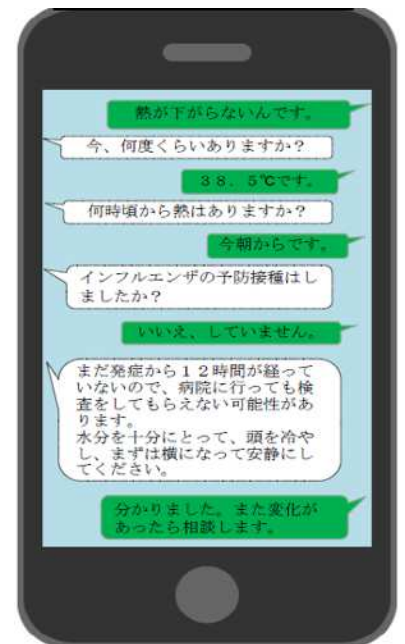 熱が下がらないんです。
今、何度くらいありますか？
３８．５℃です。
何時頃から熱はありますか？
今朝からです。
インフルエンザの予防接種はし
ましたか？
いいえ、していません。
まだ発症から１２時間が経って
いないので、病院に行っても検
査をしてもらえない可能性があ
ります。
水分を十分にとって、頭を冷や
し、まずは横になって安静にし
てください。
分かりました。また変化が
あったら相談します。